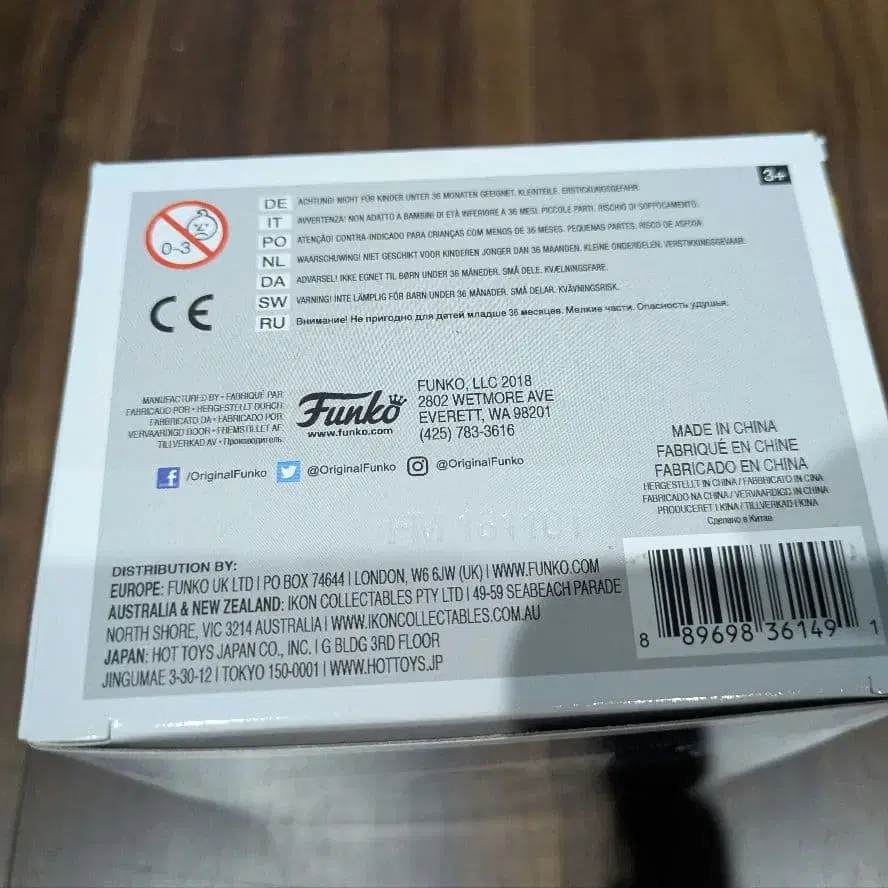 3+
0-3
DE ACHTUNG! NICHT FÜR KINDER UNTER 36 MONATEN GEEIGNET. KLEINTEILE. ERSTICKUNGSGEFAHR.
IT AVVERTENZA! NON ADATTO A BAMBINI DI ETÀ INFERIORE A 36 MESI. PICCOLE PARTI. RISCHIO DI SOFFOCAMENTO.
PO ATENÇÃO! CONTRA-INDICADO PARA CRIANÇAS COM MENOS DE 36 MESES. PEQUENAS PARTES. RISCO DE ASFIXIA.
NL WAARSCHUWING! NIET GESCHIKT VOOR KINDEREN JONGER DAN 36 MAANDEN. KLEINE ONDERDELEN. VERSTIKKINGSGEVAAR.
DA ADVARSEL! IKKE EGNET TIL BØRN UNDER 36 MÅNEDER. SMÅ DELE. KVÆLNINGSFARE.
SW VARNING! INTE LÄMPLIG FÖR BARN UNDER 36 MÅNADER. SMÅ DELAR. KVÄVNINGSRISK.
RU Внимание! Не пригодно для детей младше 36 месяцев. Мелкие части. Опасность удушья.
CE
MANUFACTURED BY • FABRIQUÉ PAR
FABRICADO POR • HERGESTELLT DURCH
FABBRICATO DA • FABRICADO POR
VERVAARDIGD DOOR • FREMSTILLET AF
TILLVERKAD AV • Производитель
Funko
www.funko.com
FUNKO, LLC 2018
2802 WETMORE AVE
EVERETT, WA 98201
(425) 783-3616
/OriginalFunko @OriginalFunko @OriginalFunko
MADE IN CHINA
FABRIQUÉ EN CHINE
FABRICADO EN CHINA
HERGESTELLT IN CHINA / FABBRICATO IN CINA
FABRICADO NA CHINA / VERVAARDIGD IN CHINA
PRODUCERET I KINA / TILLVERKAD I KINA
Сделано в Китае
DISTRIBUTION BY:
EUROPE: FUNKO UK LTD | PO BOX 74644 | LONDON, W6 6JW (UK) | WWW.FUNKO.COM
AUSTRALIA & NEW ZEALAND: IKON COLLECTABLES PTY LTD | 49-59 SEABEACH PARADE
NORTH SHORE, VIC 3214 AUSTRALIA | WWW.IKONCOLLECTABLES.COM.AU
JAPAN: HOT TOYS JAPAN CO., INC. | G BLDG 3RD FLOOR
JINGUMAE 3-30-12 | TOKYO 150-0001 | WWW.HOTTOYS.JP
8 89698 36149 1